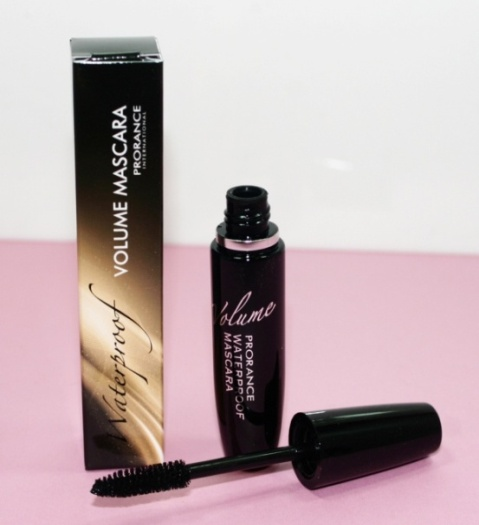 Waterproof
VOLUME MASCARA
PRORANCE
INTERNATIONAL
Volume
PRORANCE
WATERPROOF
MASCARA